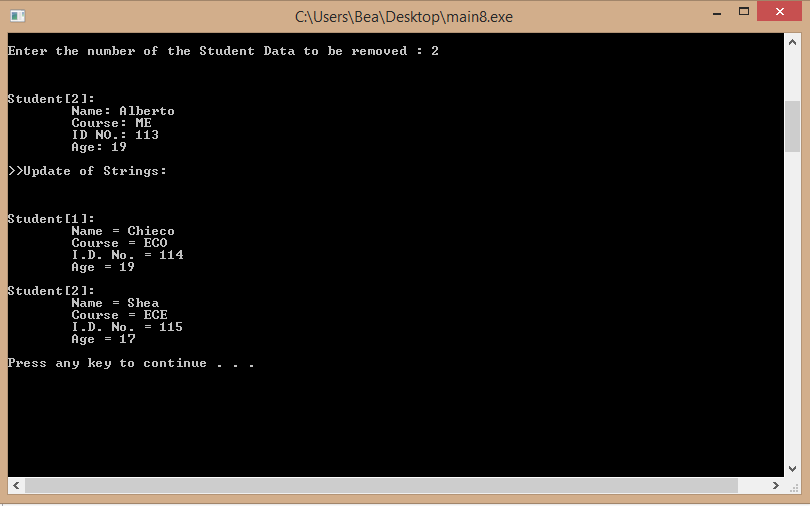 C:\Users\Bea\Desktop\main8.exe
Enter the number of the Student Data to be removed : 2
Student[2]:
Name: Alberto
Course: ME
ID NO.: 113
Age: 19
>>Update of Strings:
Student[1]:
Name = Chieco
Course = ECO
I.D. No. = 114
Age = 19
Student[2]:
Name = Shea
Course = ECE
I.D. No. = 115
Age = 17
Press any key to continue . . .